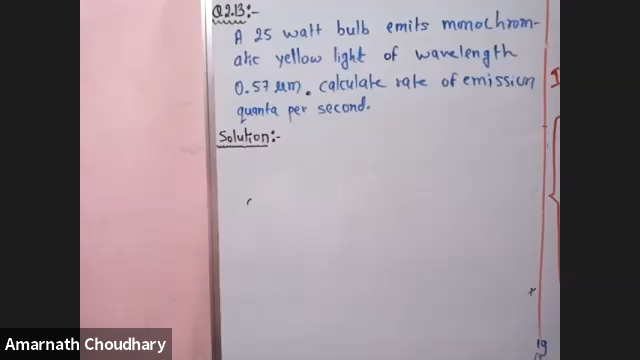 Q 2.13:-
A 25 watt bulb emits monochrom-
atic yellow light of wavelength
0.57 μm. calculate rate of emission
quanta per second.
Solution:-
19
Amarnath Choudhary